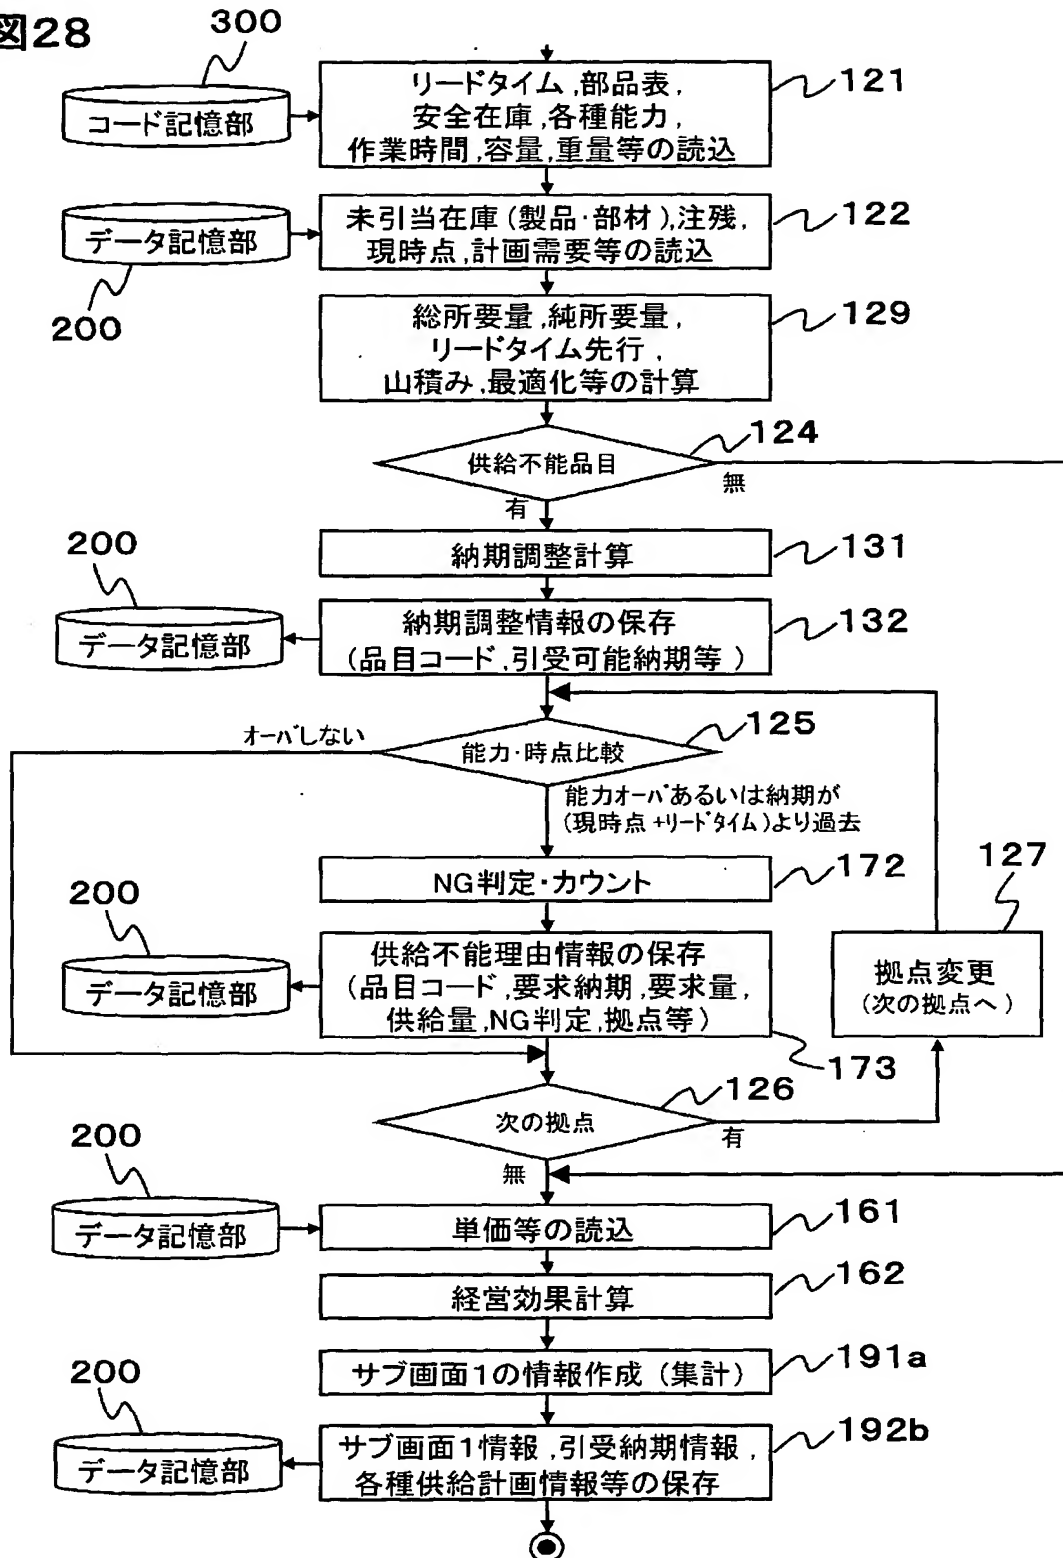 図28
300
コード記憶部
リードタイム,部品表,
安全在庫,各種能力,
作業時間,容量,重量等の読込
121
データ記憶部
200
未引当在庫(製品・部材),注残,
現時点,計画需要等の読込
122
総所要量,純所要量,
リードタイム先行,
山積み,最適化等の計算
129
供給不能品目
124
無
有
納期調整計算
131
200
データ記憶部
納期調整情報の保存
(品目コード,引受可能納期等)
132
オーバしない
能力・時点比較
125
能力オーバあるいは納期が
(現時点+リードタイム)より過去
NG判定・カウント
172
127
拠点変更
(次の拠点へ)
200
データ記憶部
供給不能理由情報の保存
(品目コード,要求納期,要求量,
供給量,NG判定,拠点等)
173
次の拠点
126
有
無
200
データ記憶部
単価等の読込
161
経営効果計算
162
サブ画面1の情報作成(集計)
191a
200
データ記憶部
サブ画面1情報,引受納期情報,
各種供給計画情報等の保存
192b